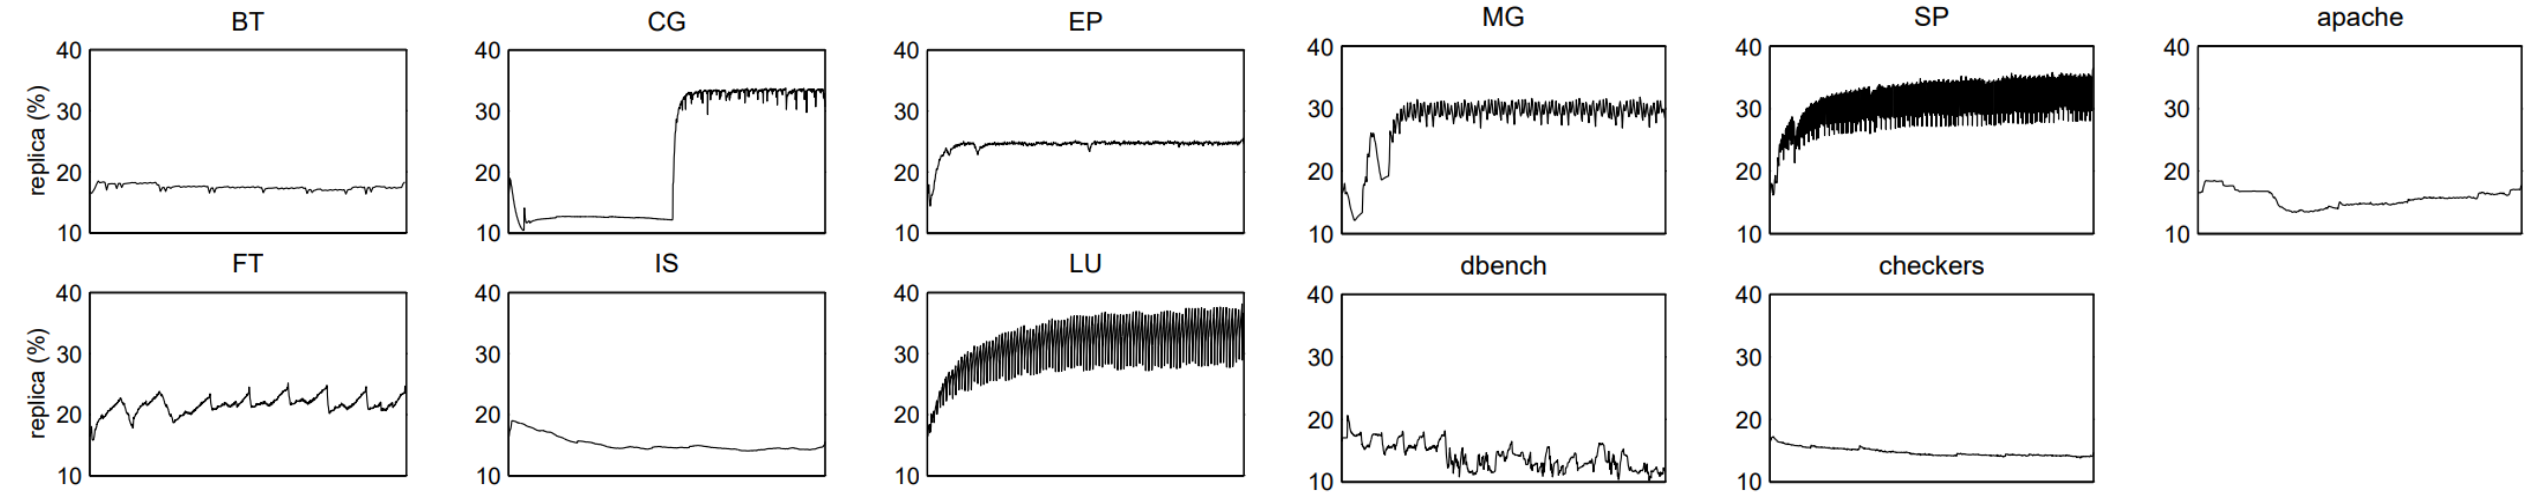 BT CG EP MG SP apache
replica (%)
40 40 40 40 40 40
30 30 30 30 30 30
20 20 20 20 20 20
10 10 10 10 10 10
FT IS LU dbench checkers
replica (%)
40 40 40 40 40
30 30 30 30 30
20 20 20 20 20
10 10 10 10 10